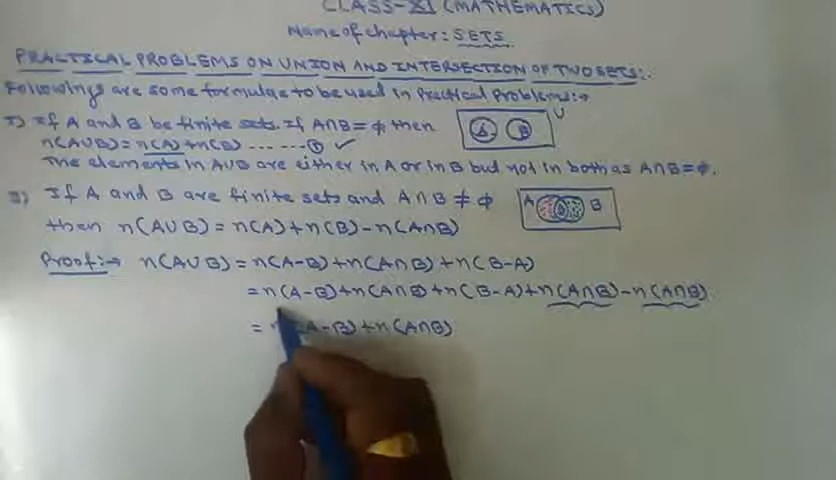 CLASS-XI (MATHEMATICS)
Name of chapter: SETS
PRACTICAL PROBLEMS ON UNION AND INTERSECTION OF TWO SETS:-
Followings are some formulae to be used in Practical Problems:→
I) If A and B be finite sets. If A∩B=ϕ then
n(A∪B)=n(A)+n(B) ........① ✓
A B U
The elements in A∪B are either in A or in B but not in both as A∩B=ϕ.
If A and B are finite sets and A∩B≠ϕ
A B
then n(A∪B)=n(A)+n(B)-n(A∩B)
Proof:→ n(A∪B)=n(A-B)+n(A∩B)+n(B-A)
=n(A-B)+n(A∩B)+n(B-A)+n(A∩B)-n(A∩B)
= (A-B)+n(A∩B)